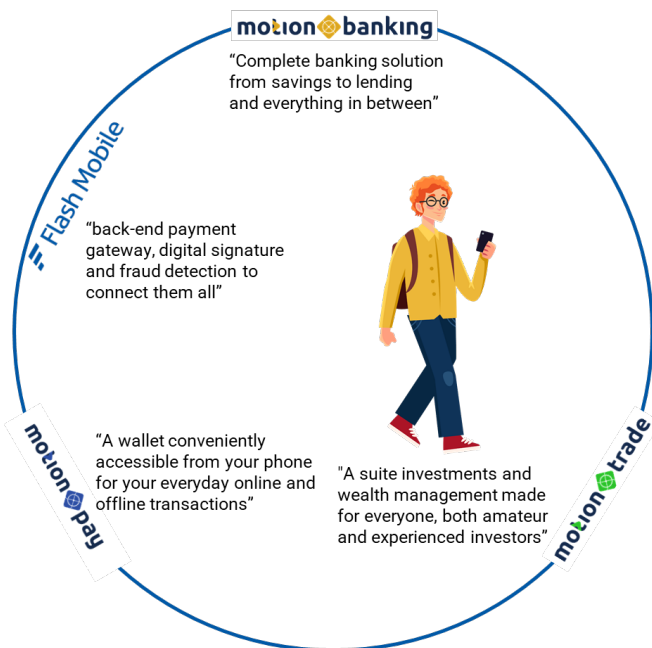 motion banking
“Complete banking solution
from savings to lending
and everything in between”
Flash Mobile
“back-end payment
gateway, digital signature
and fraud detection to
connect them all”
motion pay
“A wallet conveniently
accessible from your phone
for your everyday online and
offline transactions”
"A suite investments and
wealth management made
for everyone, both amateur
and experienced investors”
motion trade